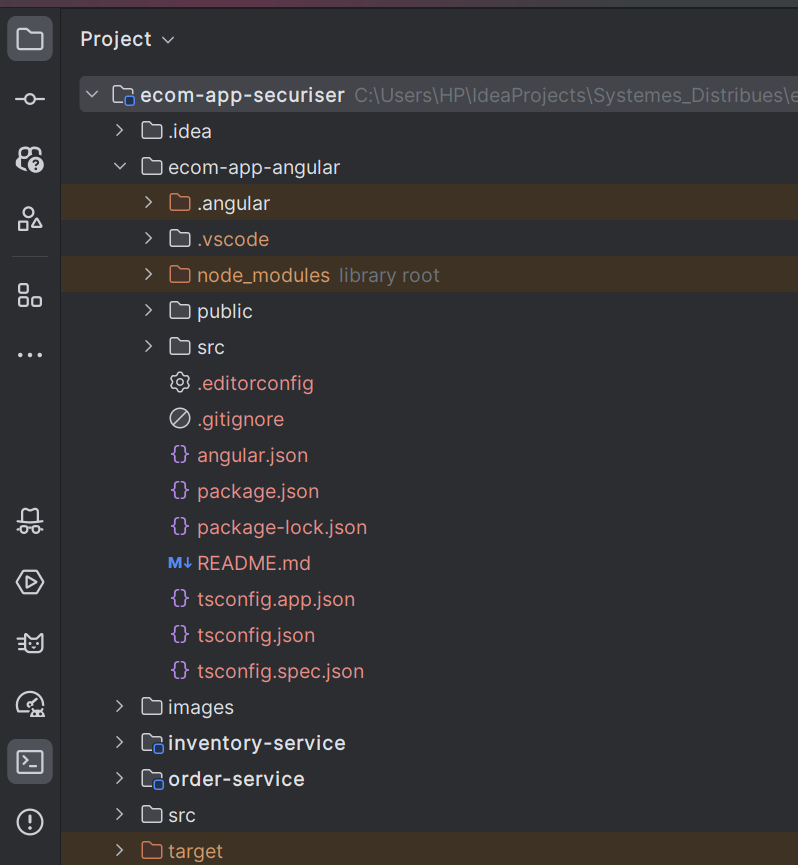 Project
ecom-app-securiser C:\Users\HP\IdeaProjects\Systemes_Distribues\e
.idea
ecom-app-angular
.angular
.vscode
node_modules library root
public
src
.editorconfig
.gitignore
angular.json
package.json
package-lock.json
M↓ README.md
tsconfig.app.json
tsconfig.json
tsconfig.spec.json
images
inventory-service
order-service
src
target